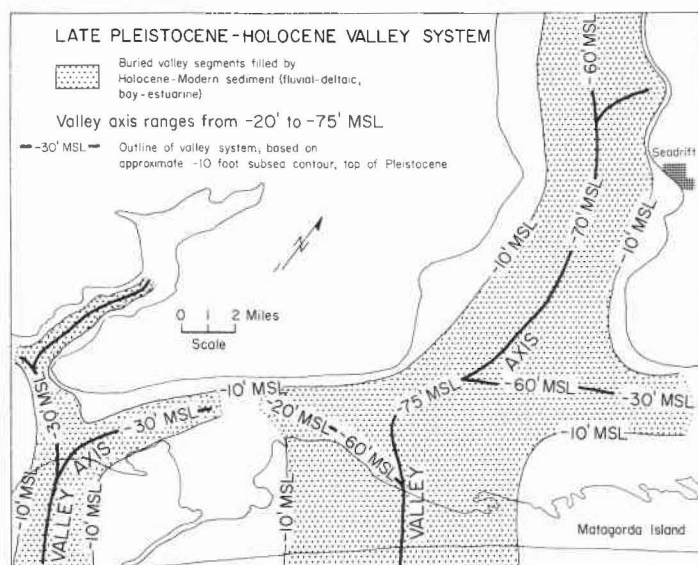 LATE PLEISTOCENE-HOLOCENE VALLEY SYSTEM
Buried valley segments filled by
Holocene-Modern sediment (fluvial-deltaic,
bay-estuarine)
Valley axis ranges from -20' to -75' MSL
-30' MSL
Outline of valley system, based on
approximate -10 foot subsea contour, top of Pleistocene
-60' MSL
Seadrift
-70' MSL
-10' MSL
-10' MSL
N
0 1 2 Miles
Scale
AXIS
-30' MSL
-10' MSL
-75 MSL
-60' MSL
-30' MSL
-30' MSL
-20' MSL
-60' MSL
-10' MSL
AXIS
-10' MSL
-10' MSL
-10' MSL
VALLEY
VALLEY
Matagorda Island